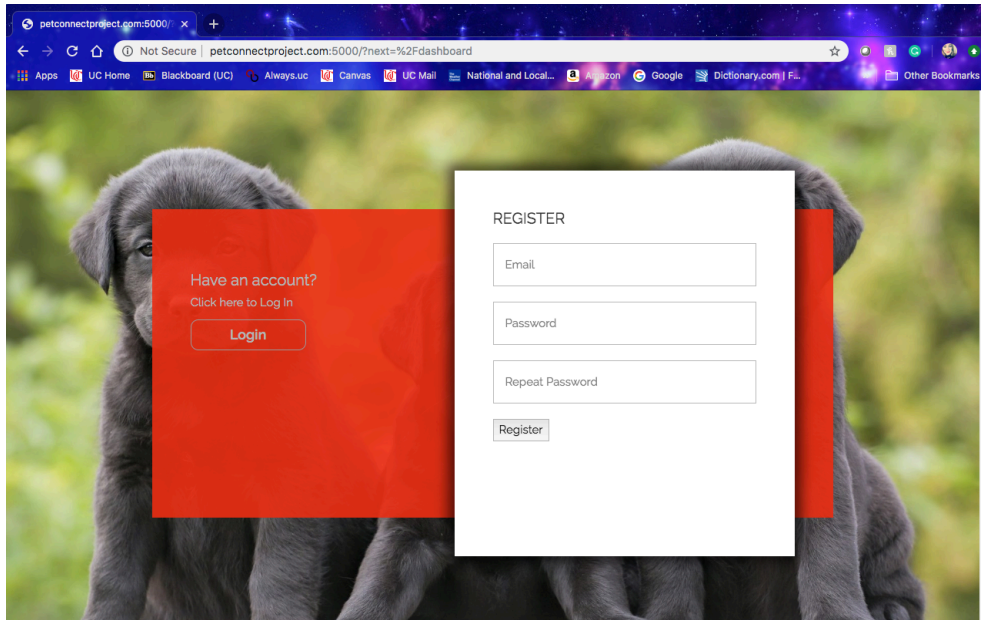 petconnectproject.com:5000/?
Not Secure | petconnectproject.com:5000/?next=%2Fdashboard
Apps UC Home Bb Blackboard (UC) Always.uc Canvas UC Mail National and Local... a Amazon G Google Dictionary.com | F... Other Bookmarks
REGISTER
Email
Have an account?
Click here to Log In
Login
Password
Repeat Password
Register